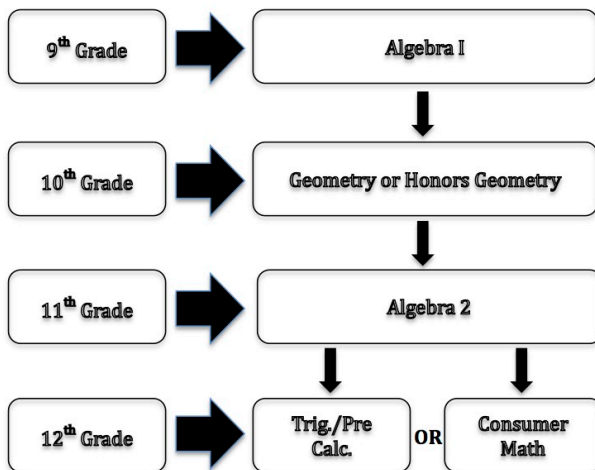 9th Grade
Algebra I
10th Grade
Geometry or Honors Geometry
11th Grade
Algebra 2
12th Grade
Trig./Pre
Calc.
OR
Consumer
Math